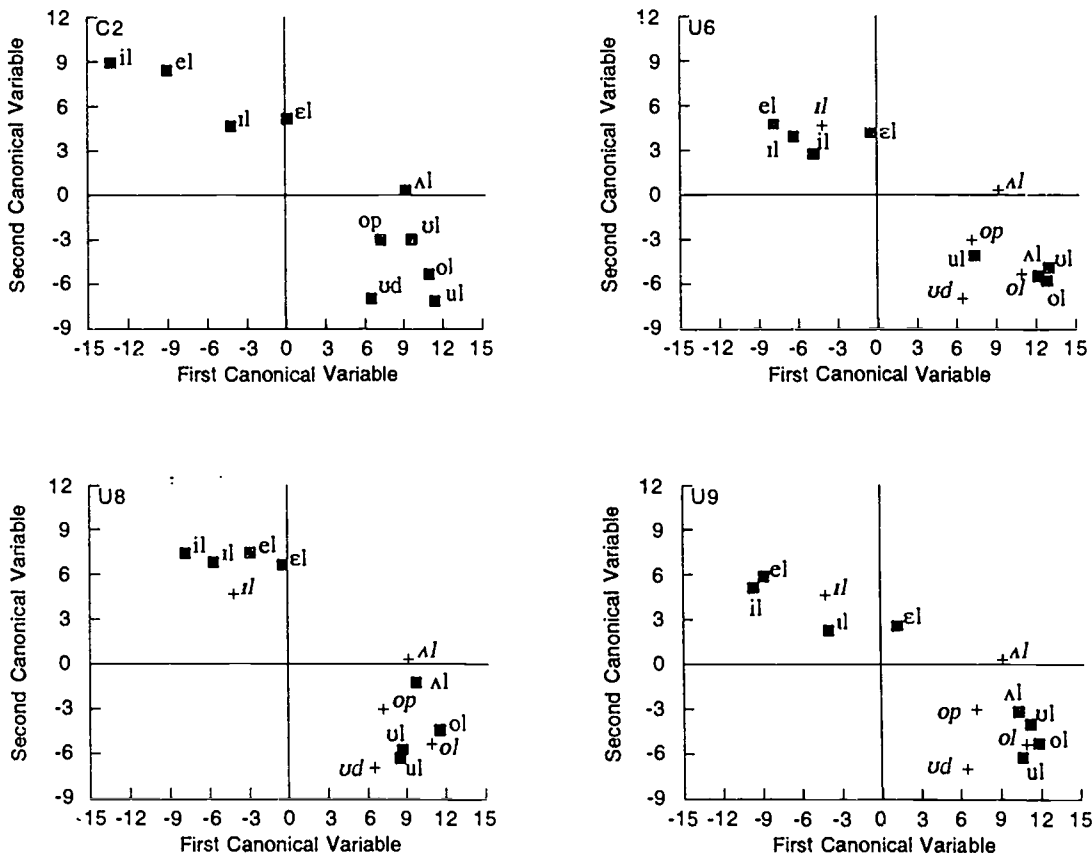 C2
Second Canonical Variable
12
9
6
3
0
-3
-6
-9
il
el
ɪl
ɛl
ʌl
op
ʊl
ʊd
ol
ul
-15 -12 -9 -6 -3 0 3 6 9 12 15
First Canonical Variable
U6
Second Canonical Variable
12
9
6
3
0
-3
-6
-9
el
ɪl
ɪl
il
ɛl
ʌl
op
ul
ʌl
ʊl
ʊd
ol
ol
-15 -12 -9 -6 -3 0 3 6 9 12 15
First Canonical Variable
U8
Second Canonical Variable
12
9
6
3
0
-3
-6
-9
il
ɪl
el
ɛl
ɪl
ʌl
ʌl
op
ʊl
ol
ol
ʊd
ul
-15 -12 -9 -6 -3 0 3 6 9 12 15
First Canonical Variable
U9
Second Canonical Variable
12
9
6
3
0
-3
-6
-9
el
il
ɪl
ɪl
ɛl
ʌl
op
ʌl
ʊl
ol
ol
ʊd
ul
-15 -12 -9 -6 -3 0 3 6 9 12 15
First Canonical Variable